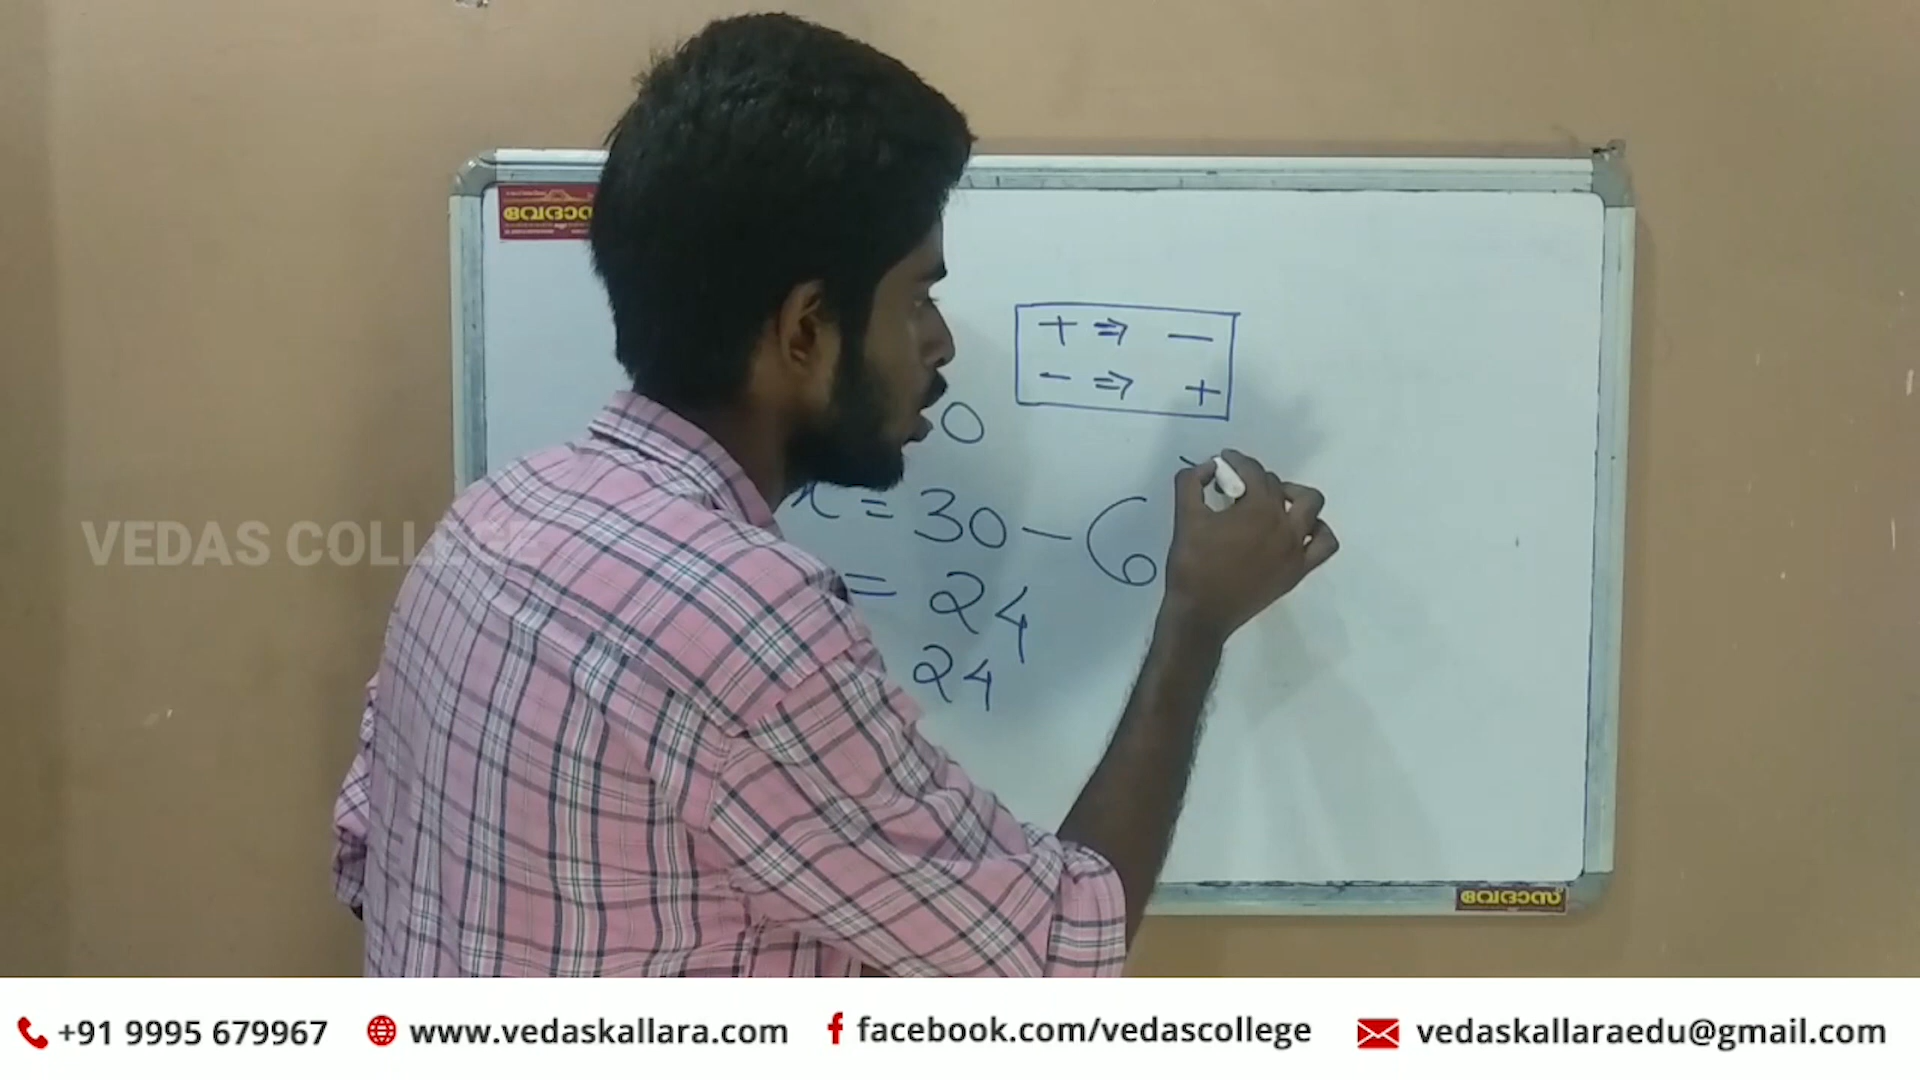 + ⇒ −
− ⇒ +
0
x = 30 − 6
= 24
24
VEDAS COLLEGE
വേദാസ്
+91 9995 679967
www.vedaskallara.com
facebook.com/vedascollege
vedaskallaraedu@gmail.com